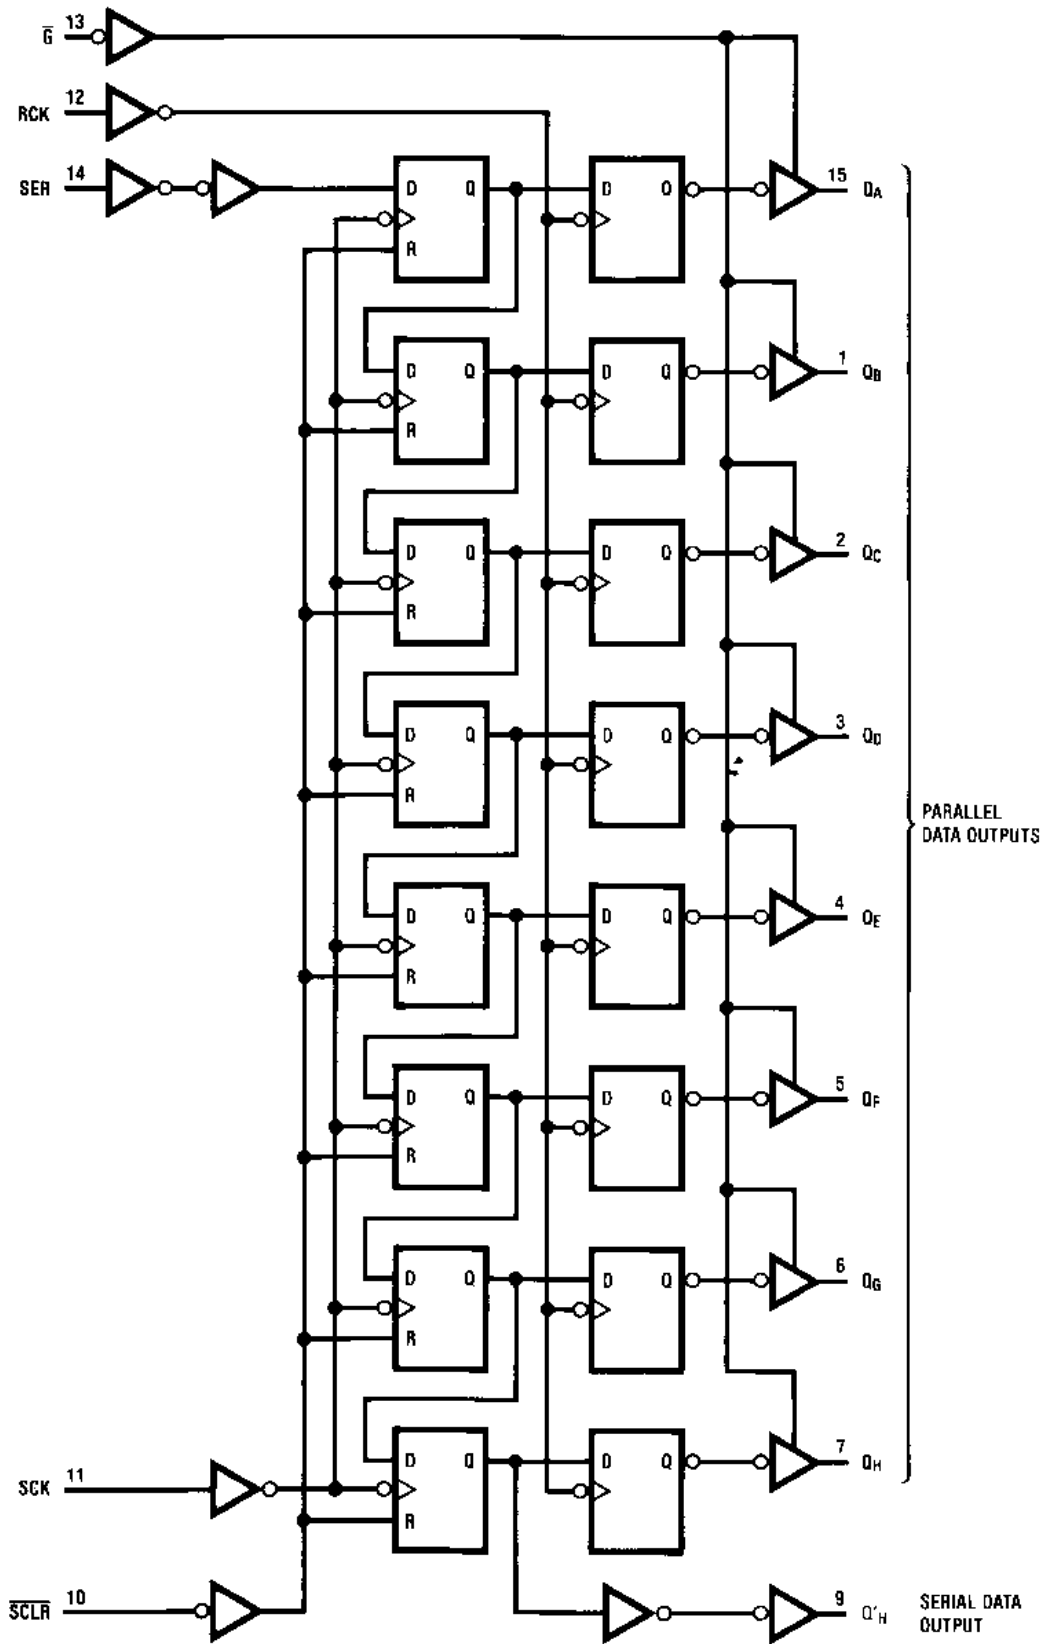 G̅ 13
RCK 12
SER 14
D Q D Q 15 QA
R
D Q D Q 1 QB
R
D Q D Q 2 QC
R
D Q D Q 3 QD
R
PARALLEL
DATA OUTPUTS
D Q D Q 4 QE
R
D Q D Q 5 QF
R
D Q D Q 6 QG
R
D Q D Q 7 QH
SCK 11
R
S̅C̅L̅R̅ 10
9 Q'H
SERIAL DATA
OUTPUT